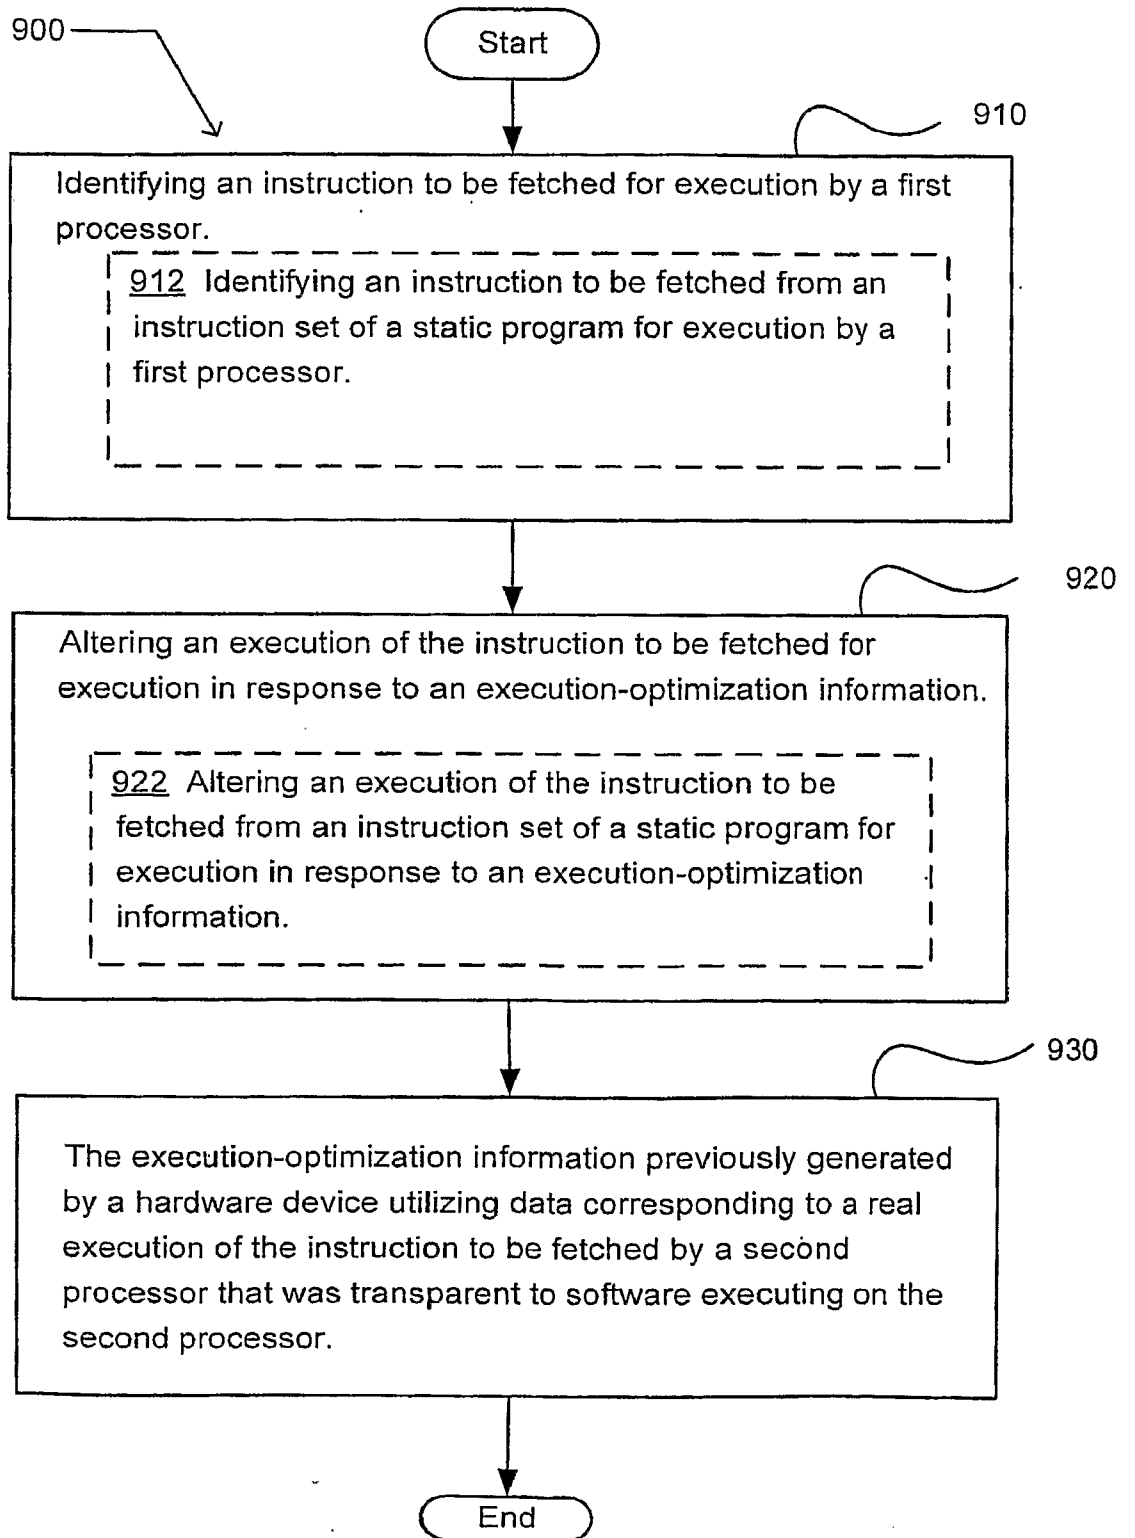 900
Start
910
Identifying an instruction to be fetched for execution by a first
processor.
912 Identifying an instruction to be fetched from an
instruction set of a static program for execution by a
first processor.
920
Altering an execution of the instruction to be fetched for
execution in response to an execution-optimization information.
922 Altering an execution of the instruction to be
fetched from an instruction set of a static program for
execution in response to an execution-optimization
information.
930
The execution-optimization information previously generated
by a hardware device utilizing data corresponding to a real
execution of the instruction to be fetched by a second
processor that was transparent to software executing on the
second processor.
End